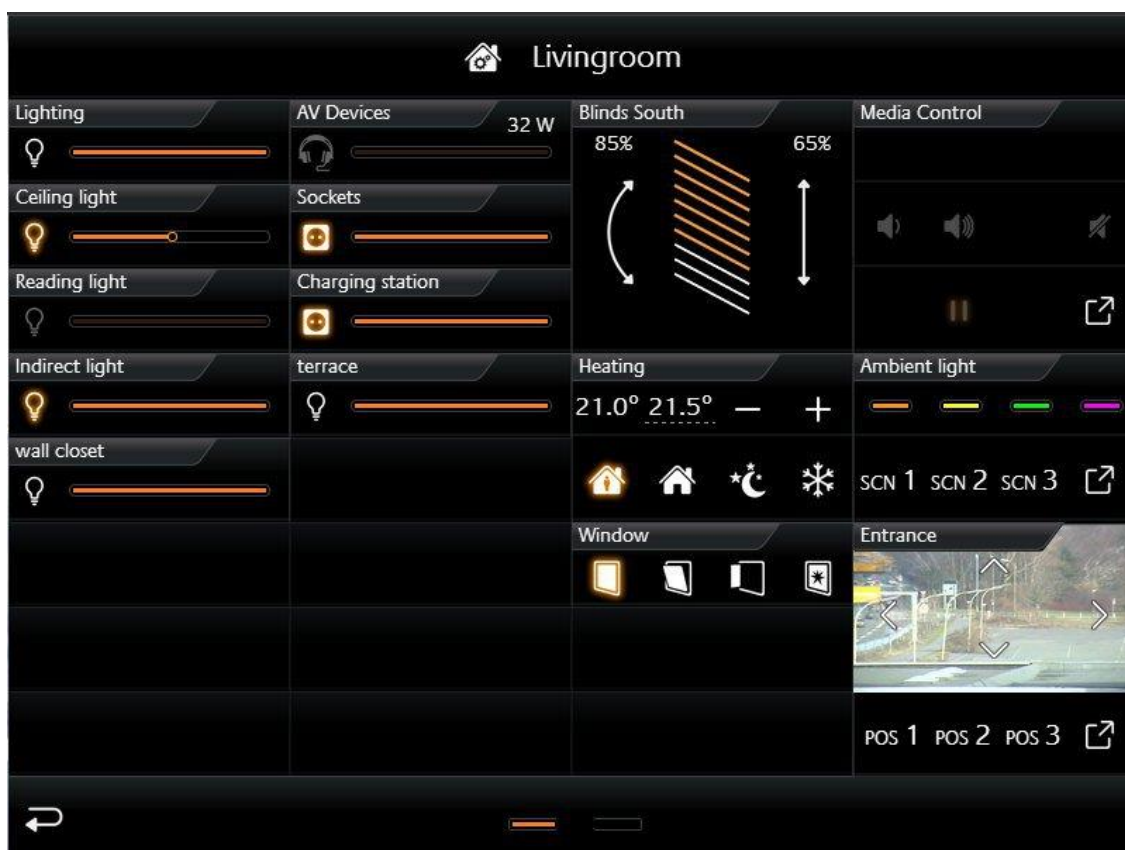 Livingroom
Lighting
AV Devices
32 W
Blinds South
85%
65%
Media Control
Ceiling light
Sockets
Reading light
Charging station
Indirect light
terrace
Heating
21.0° 21.5°
Ambient light
wall closet
SCN 1 SCN 2 SCN 3
Window
Entrance
POS 1 POS 2 POS 3